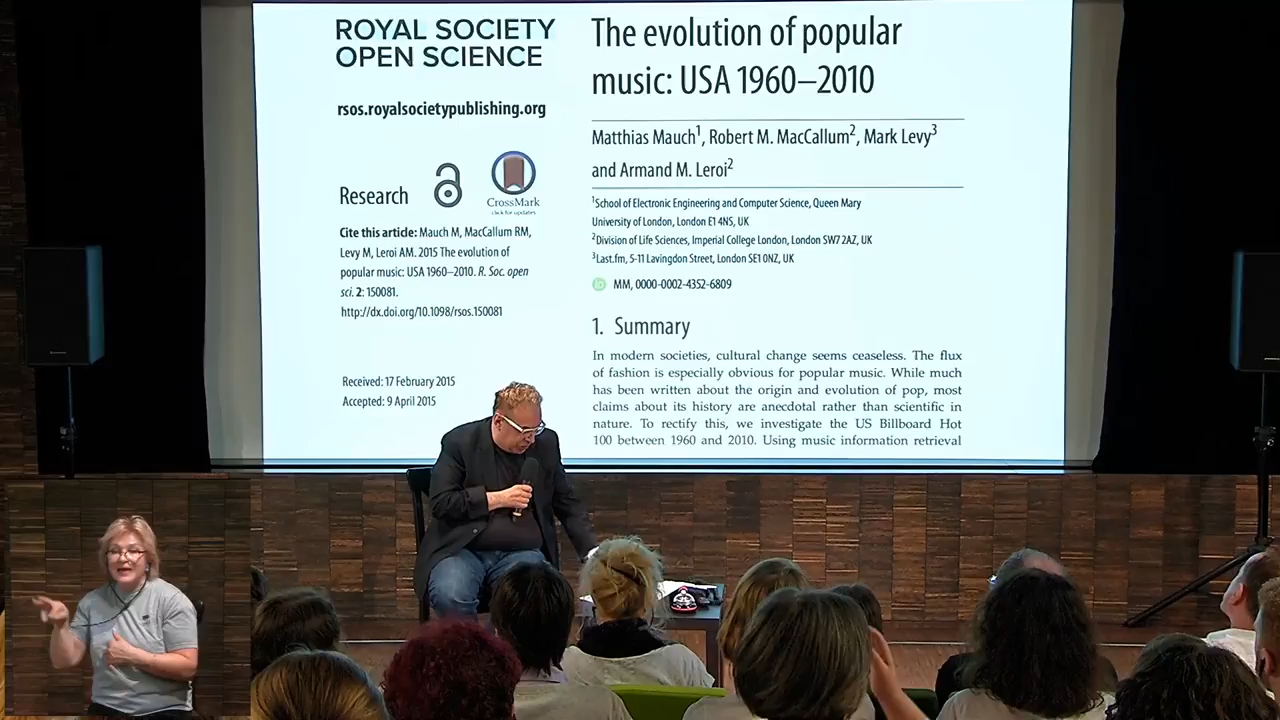 ROYAL SOCIETY
OPEN SCIENCE
rsos.royalsocietypublishing.org
Research
CrossMark
click for updates
Cite this article: Mauch M, MacCallum RM,
Levy M, Leroi AM. 2015 The evolution of
popular music: USA 1960–2010. R. Soc. open
sci. 2: 150081.
http://dx.doi.org/10.1098/rsos.150081
Received: 17 February 2015
Accepted: 9 April 2015
The evolution of popular
music: USA 1960–2010
Matthias Mauch1, Robert M. MacCallum2, Mark Levy3
and Armand M. Leroi2
1School of Electronic Engineering and Computer Science, Queen Mary
University of London, London E1 4NS, UK
2Division of Life Sciences, Imperial College London, London SW7 2AZ, UK
3Last.fm, 5-11 Lavingdon Street, London SE1 0NZ, UK
iD MM, 0000-0002-4352-6809
1. Summary
In modern societies, cultural change seems ceaseless. The flux
of fashion is especially obvious for popular music. While much
has been written about the origin and evolution of pop, most
claims about its history are anecdotal rather than scientific in
nature. To rectify this, we investigate the US Billboard Hot
100 between 1960 and 2010. Using music information retrieval